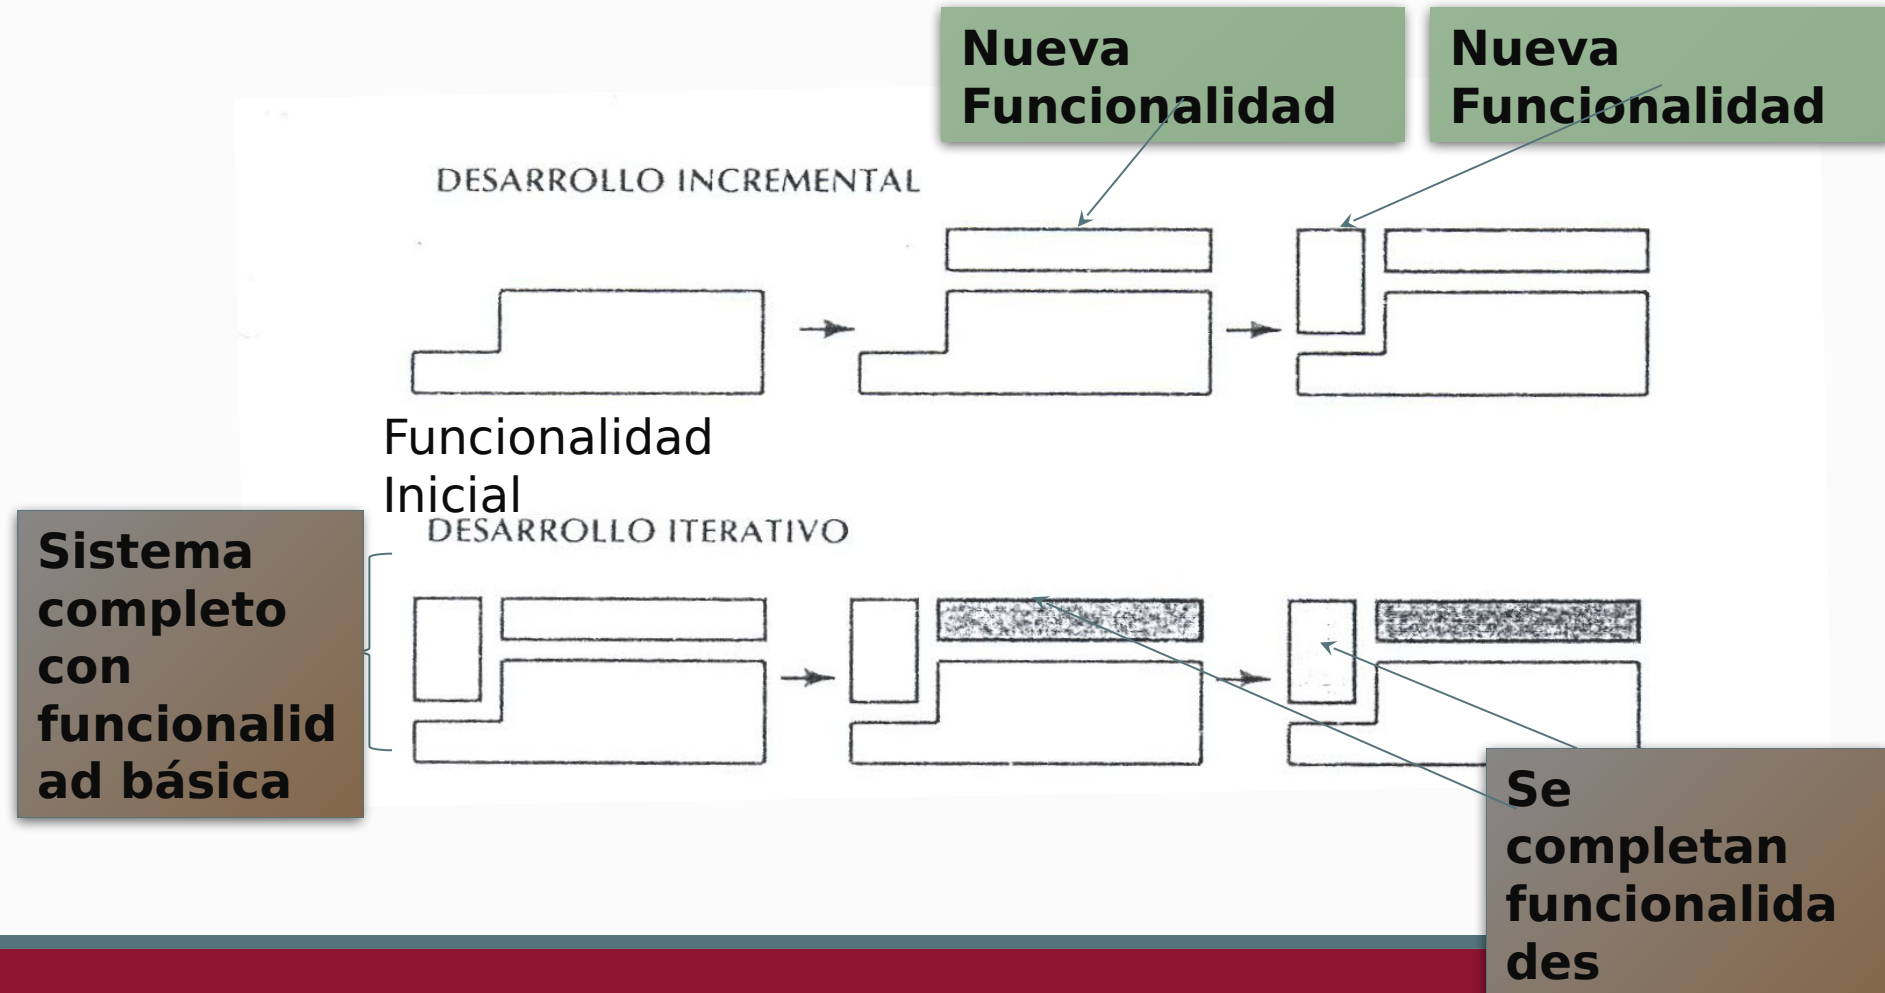 Nueva
Funcionalidad
Nueva
Funcionalidad
DESARROLLO INCREMENTAL
Funcionalidad
Inicial
DESARROLLO ITERATIVO
Sistema
completo
con
funcionalid
ad básica
Se
completan
funcionalida
des